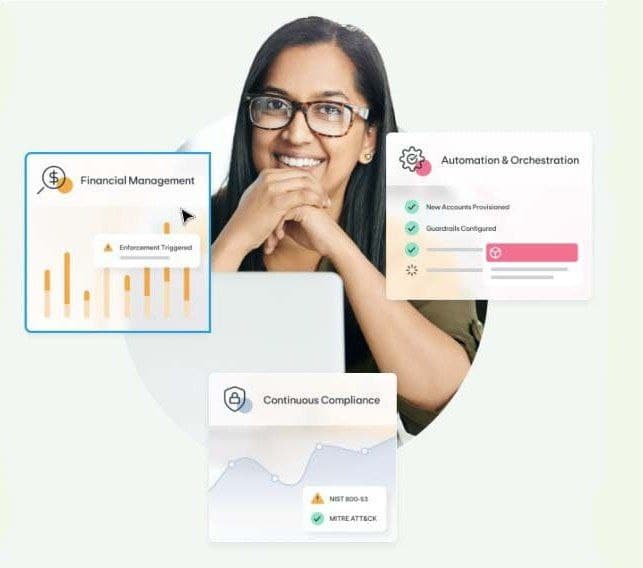 Financial Management
Enforcement Triggered
Automation & Orchestration
New Accounts Provisioned
Guardrails Configured
Continuous Compliance
NIST 800-53
MITRE ATT&CK